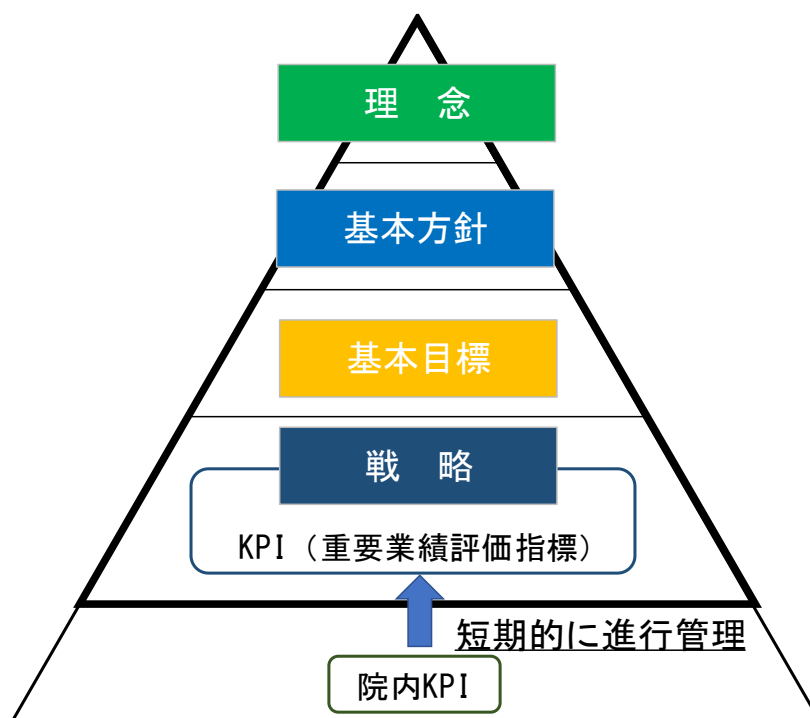 理　念
基本方針
基本目標
戦　略
KPI（重要業績評価指標）
短期的に進行管理
院内KPI